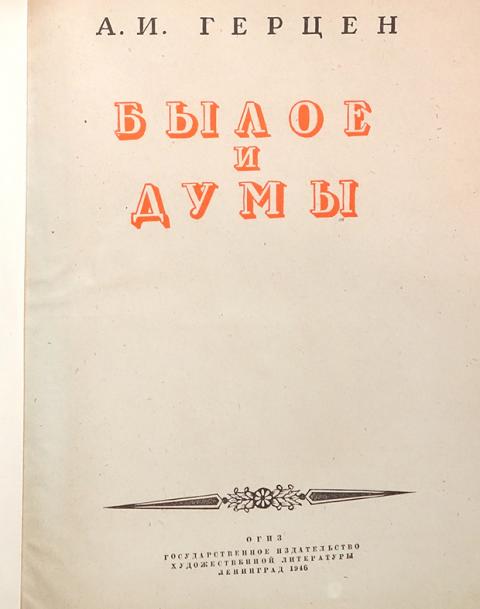 А. И. ГЕРЦЕН
БЫЛОЕ
И
ДУМЫ
ОГИЗ
ГОСУДАРСТВЕННОЕ ИЗДАТЕЛЬСТВО
ХУДОЖЕСТВЕННОЙ ЛИТЕРАТУРЫ
ЛЕНИНГРАД 1946